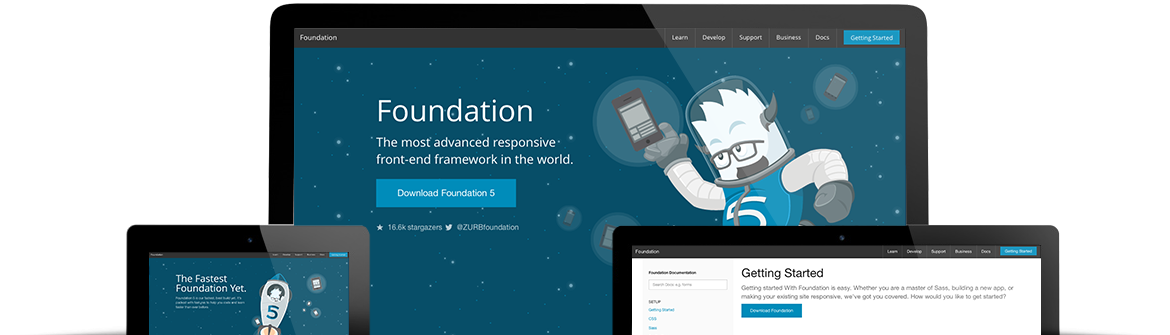 Foundation
Learn Develop Support Business Docs Getting Started
Foundation
The most advanced responsive
front-end framework in the world.
Download Foundation 5
16.6k stargazers @ZURBfoundation
5
The Fastest
Foundation Yet.
5
Foundation
Learn Develop Support Business Docs Getting Started
Foundation Documentation
Search Docs e.g. forms
SETUP
Getting Started
CSS
Sass
Getting Started
Getting started With Foundation is easy. Whether you are a master of Sass, building a new app, or
making your existing site responsive, we've got you covered. How would you like to get started?
Download Foundation